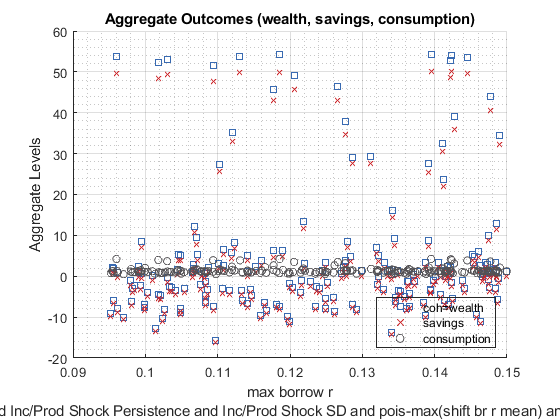 Aggregate Outcomes (wealth, savings, consumption)
Aggregate Levels
60
50
40
30
20
10
0
-10
-20
0.09
0.1
0.11
0.12
0.13
0.14
0.15
coh=wealth
savings
consumption
max borrow r
d Inc/Prod Shock Persistence and Inc/Prod Shock SD and pois-max(shift br r mean) an